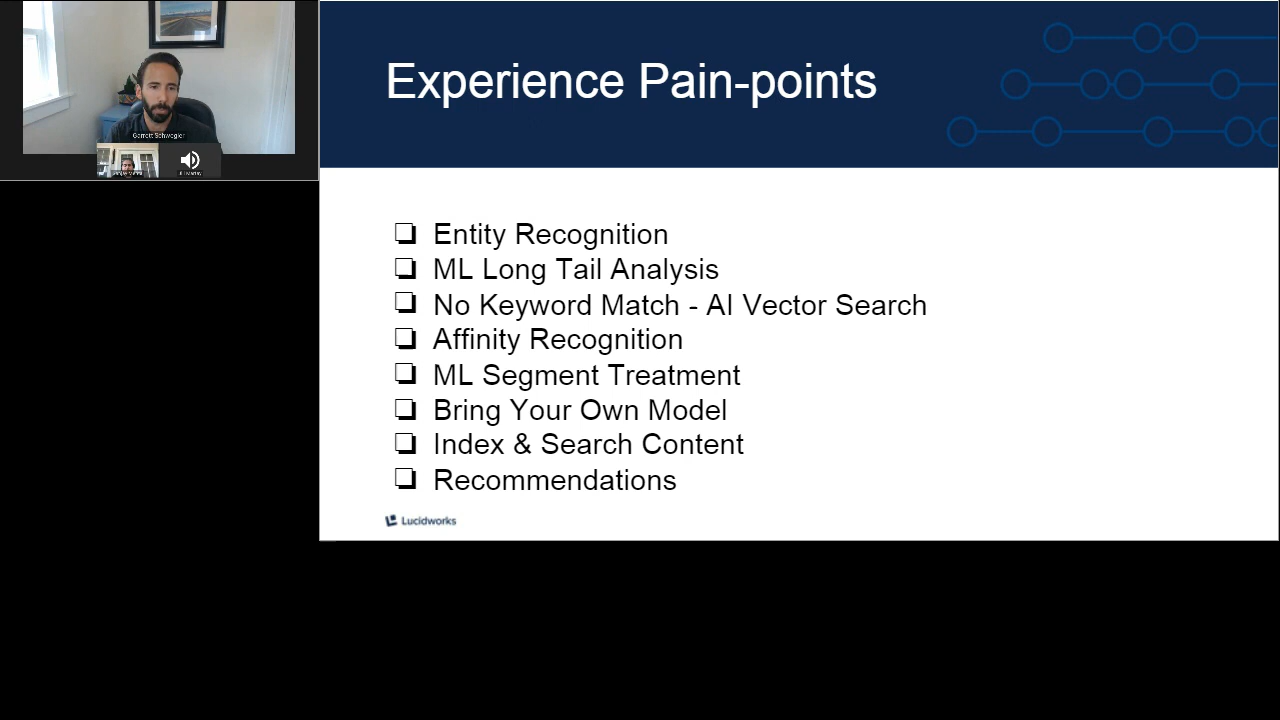 Garrett Schwegler
Experience Pain-points
❏ Entity Recognition
❏ ML Long Tail Analysis
❏ No Keyword Match - AI Vector Search
❏ Affinity Recognition
❏ ML Segment Treatment
❏ Bring Your Own Model
❏ Index & Search Content
❏ Recommendations
Lucidworks